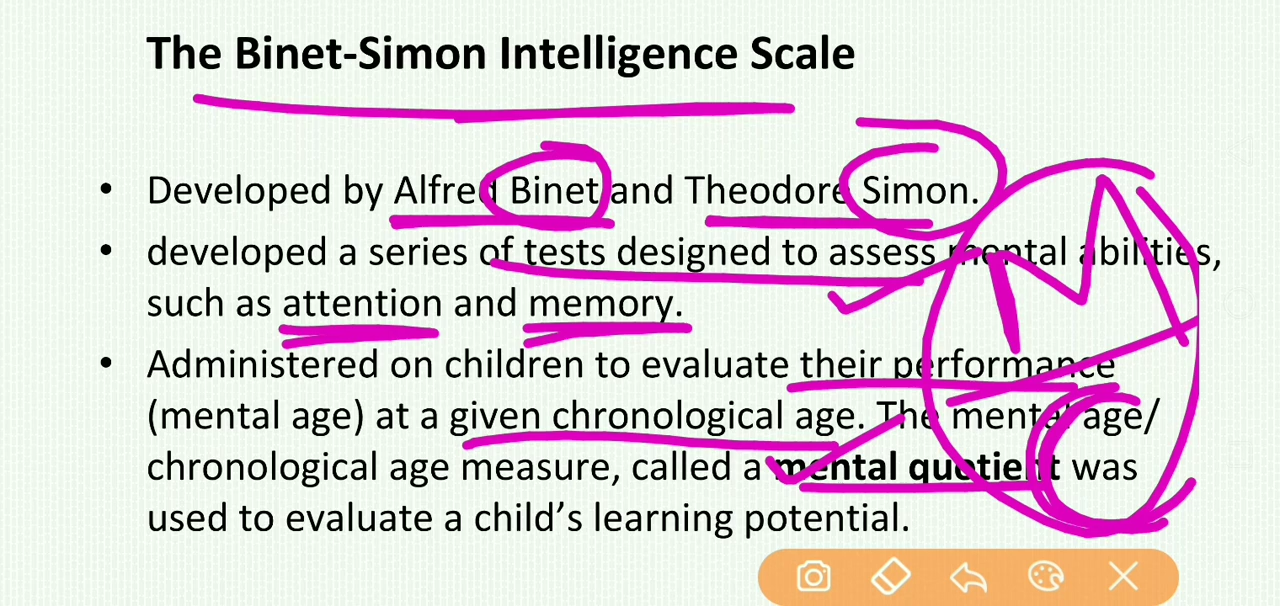 The Binet-Simon Intelligence Scale
• Developed by Alfred Binet and Theodore Simon.
• developed a series of tests designed to assess mental abilities,
such as attention and memory.
• Administered on children to evaluate their performance
(mental age) at a given chronological age. The mental age/
chronological age measure, called a mental quotient was
used to evaluate a child’s learning potential.
M
C